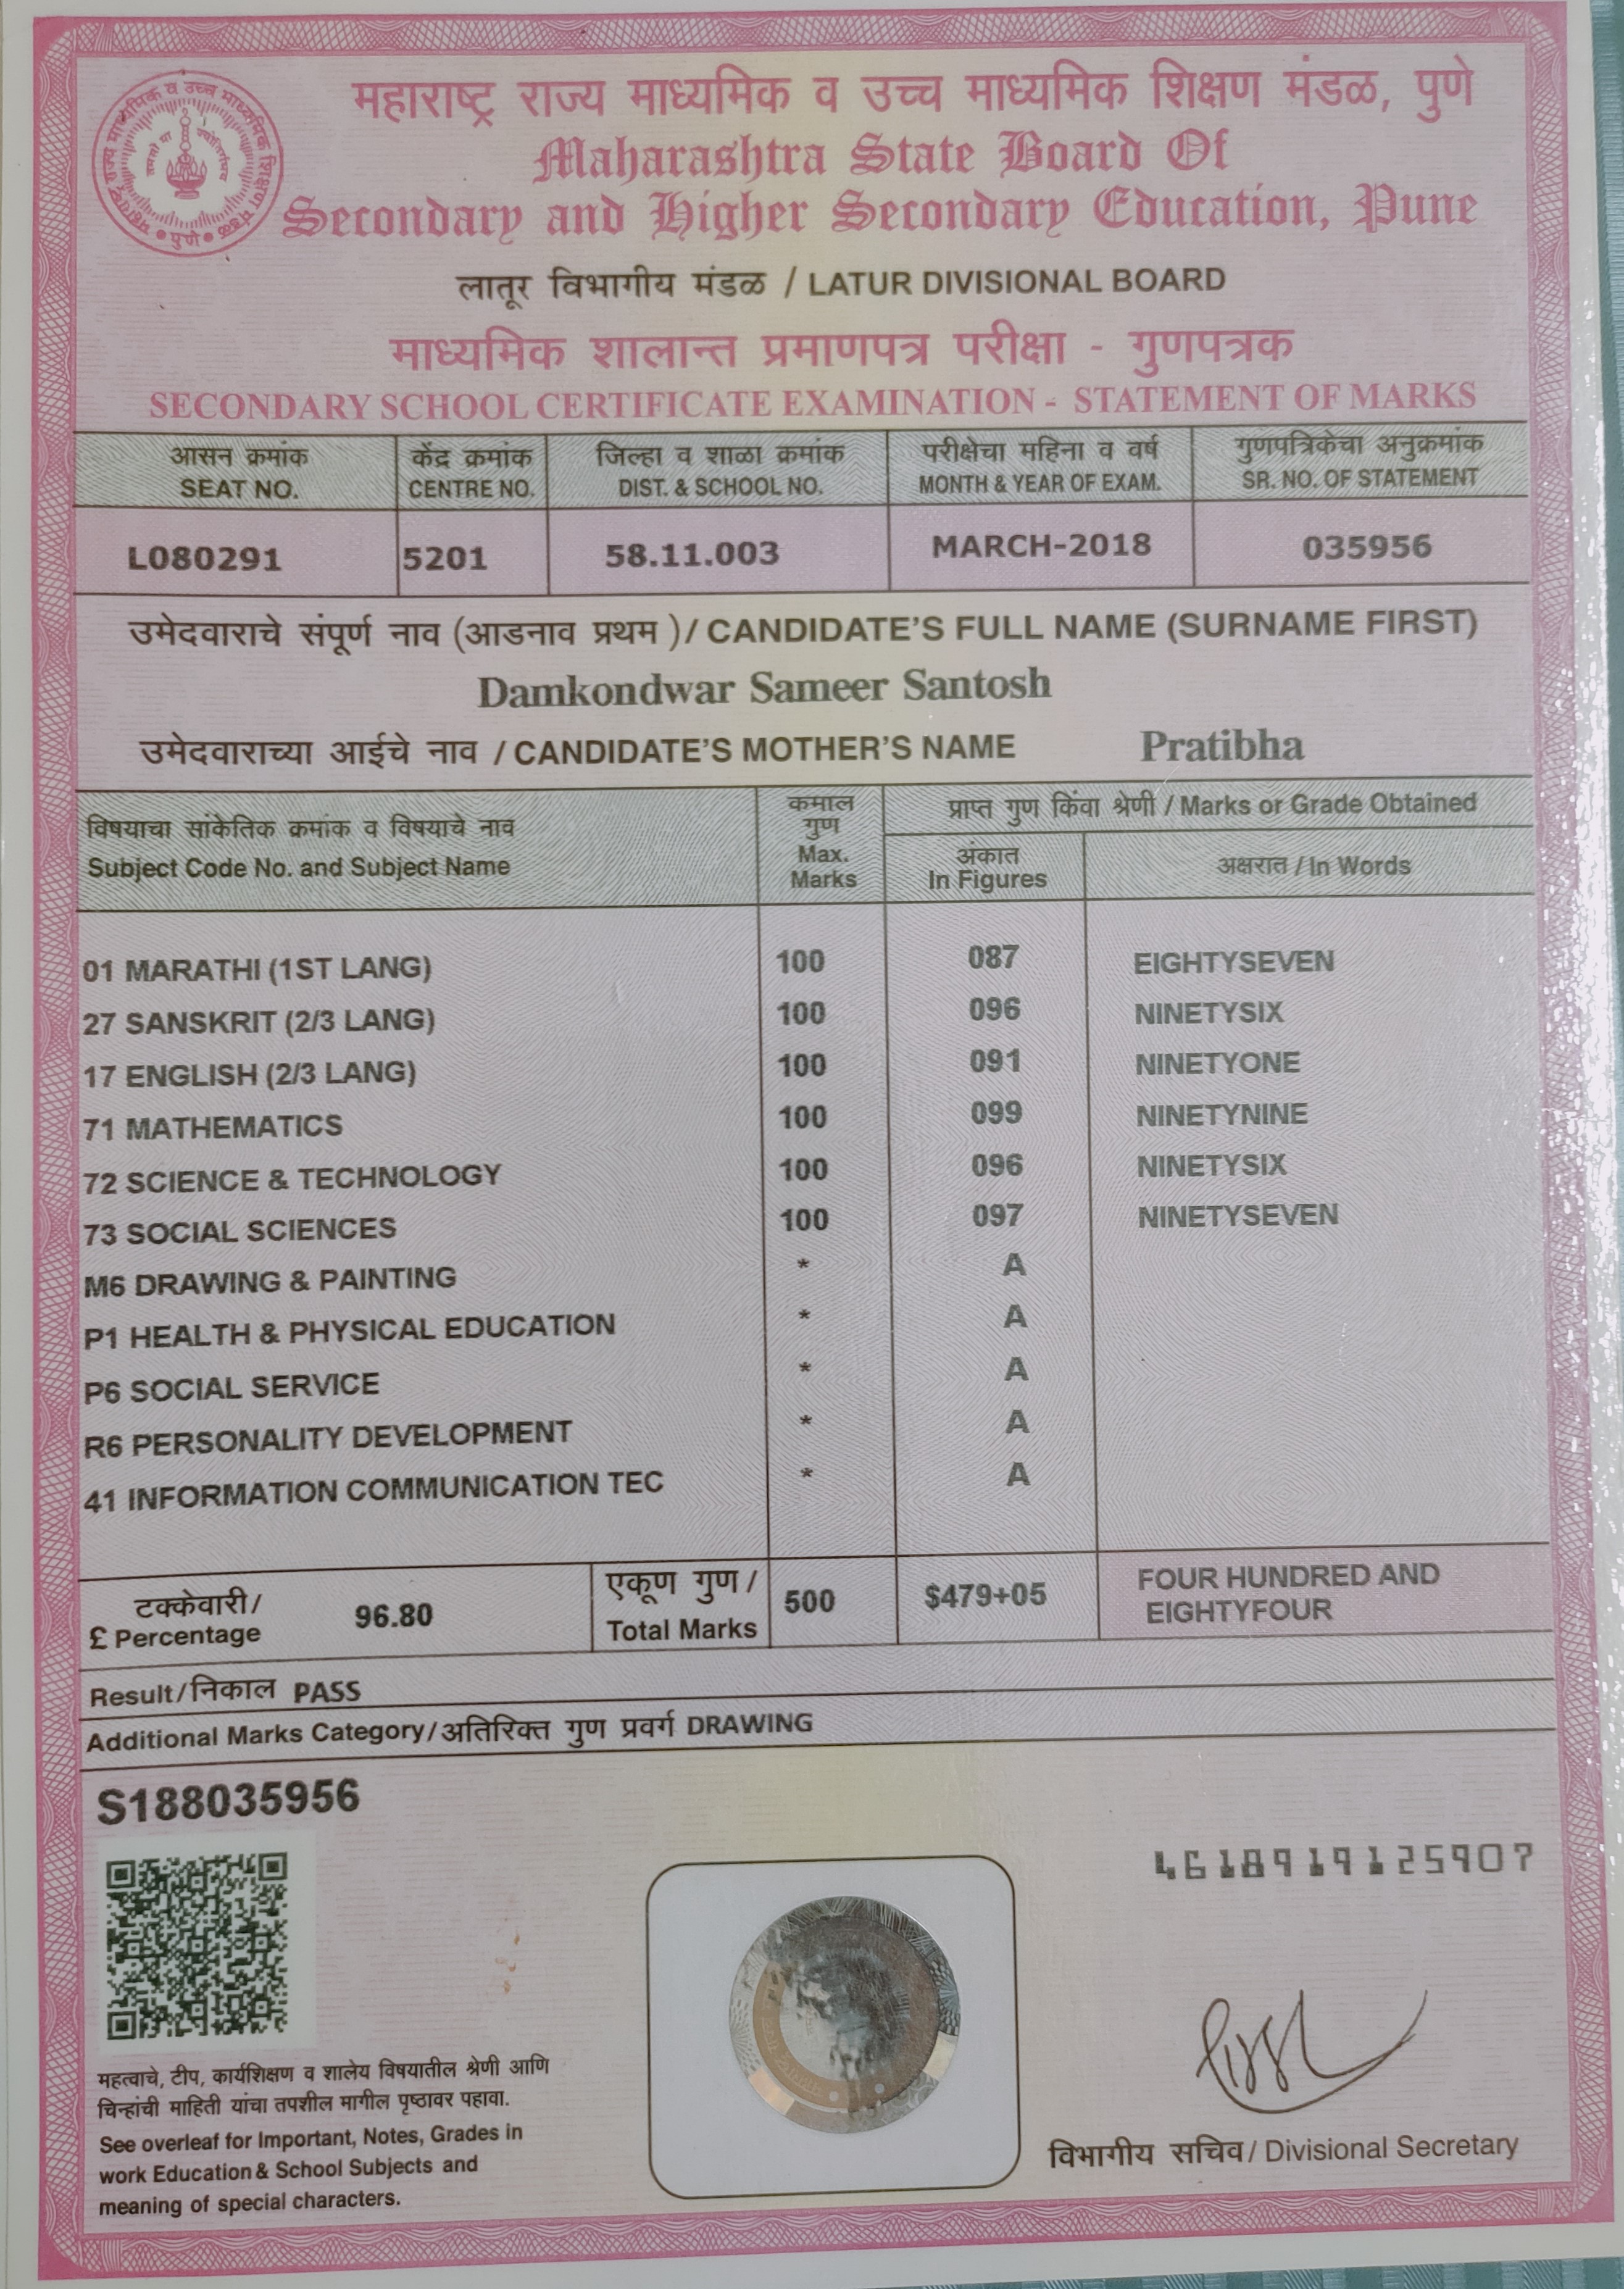 महाराष्ट्र राज्य माध्यमिक व उच्च माध्यमिक शिक्षण मंडळ, पुणे
Maharashtra State Board Of
Secondary and Higher Secondary Education, Pune
लातूर विभागीय मंडळ / LATUR DIVISIONAL BOARD
माध्यमिक शालान्त प्रमाणपत्र परीक्षा - गुणपत्रक
SECONDARY SCHOOL CERTIFICATE EXAMINATION - STATEMENT OF MARKS
आसन क्रमांक केंद्र क्रमांक जिल्हा व शाळा क्रमांक परीक्षेचा महिना व वर्ष गुणपत्रिकेचा अनुक्रमांक
SEAT NO. CENTRE NO. DIST. & SCHOOL NO. MONTH & YEAR OF EXAM. SR. NO. OF STATEMENT
L080291 5201 58.11.003 MARCH-2018 035956
उमेदवाराचे संपूर्ण नाव (आडनाव प्रथम )/ CANDIDATE'S FULL NAME (SURNAME FIRST)
Damkondwar Sameer Santosh
उमेदवाराच्या आईचे नाव / CANDIDATE'S MOTHER'S NAME Pratibha
विषयाचा सांकेतिक क्रमांक व विषयाचे नाव
Subject Code No. and Subject Name
कमाल
गुण
Max.
Marks
प्राप्त गुण किंवा श्रेणी / Marks or Grade Obtained
अंकात
In Figures
अक्षरात / In Words
01 MARATHI (1ST LANG) 100 087 EIGHTYSEVEN
27 SANSKRIT (2/3 LANG) 100 096 NINETYSIX
17 ENGLISH (2/3 LANG) 100 091 NINETYONE
71 MATHEMATICS 100 099 NINETYNINE
72 SCIENCE & TECHNOLOGY 100 096 NINETYSIX
73 SOCIAL SCIENCES 100 097 NINETYSEVEN
M6 DRAWING & PAINTING * A
P1 HEALTH & PHYSICAL EDUCATION * A
P6 SOCIAL SERVICE * A
R6 PERSONALITY DEVELOPMENT * A
41 INFORMATION COMMUNICATION TEC * A
टक्केवारी/
£ Percentage
96.80
एकूण गुण /
Total Marks
500
$479+05
FOUR HUNDRED AND
EIGHTYFOUR
Result/निकाल PASS
Additional Marks Category/अतिरिक्त गुण प्रवर्ग DRAWING
S188035956
4618919125907
महत्वाचे, टीप, कार्यशिक्षण व शालेय विषयातील श्रेणी आणि
चिन्हांची माहिती यांचा तपशील मागील पृष्ठावर पहावा.
See overleaf for Important, Notes, Grades in
work Education & School Subjects and
meaning of special characters.
विभागीय सचिव/ Divisional Secretary